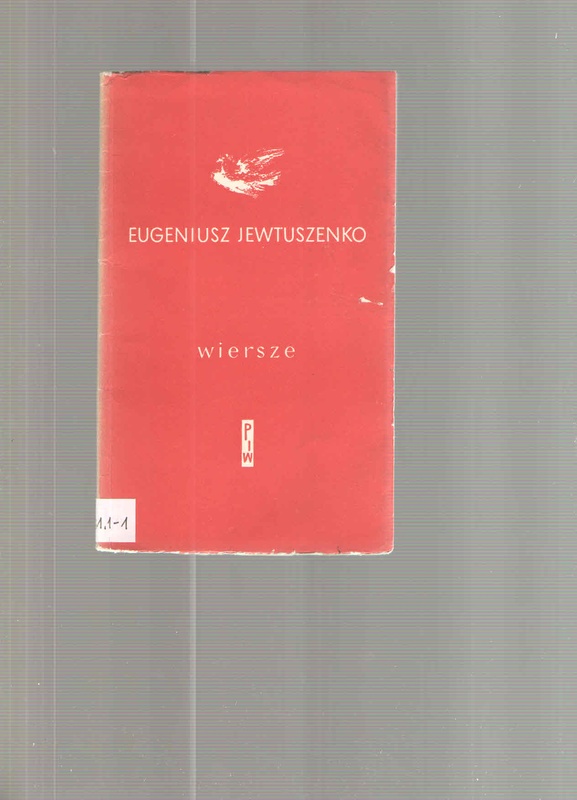 EUGENIUSZ JEWTUSZENKO
wiersze
PIW
1.1-1